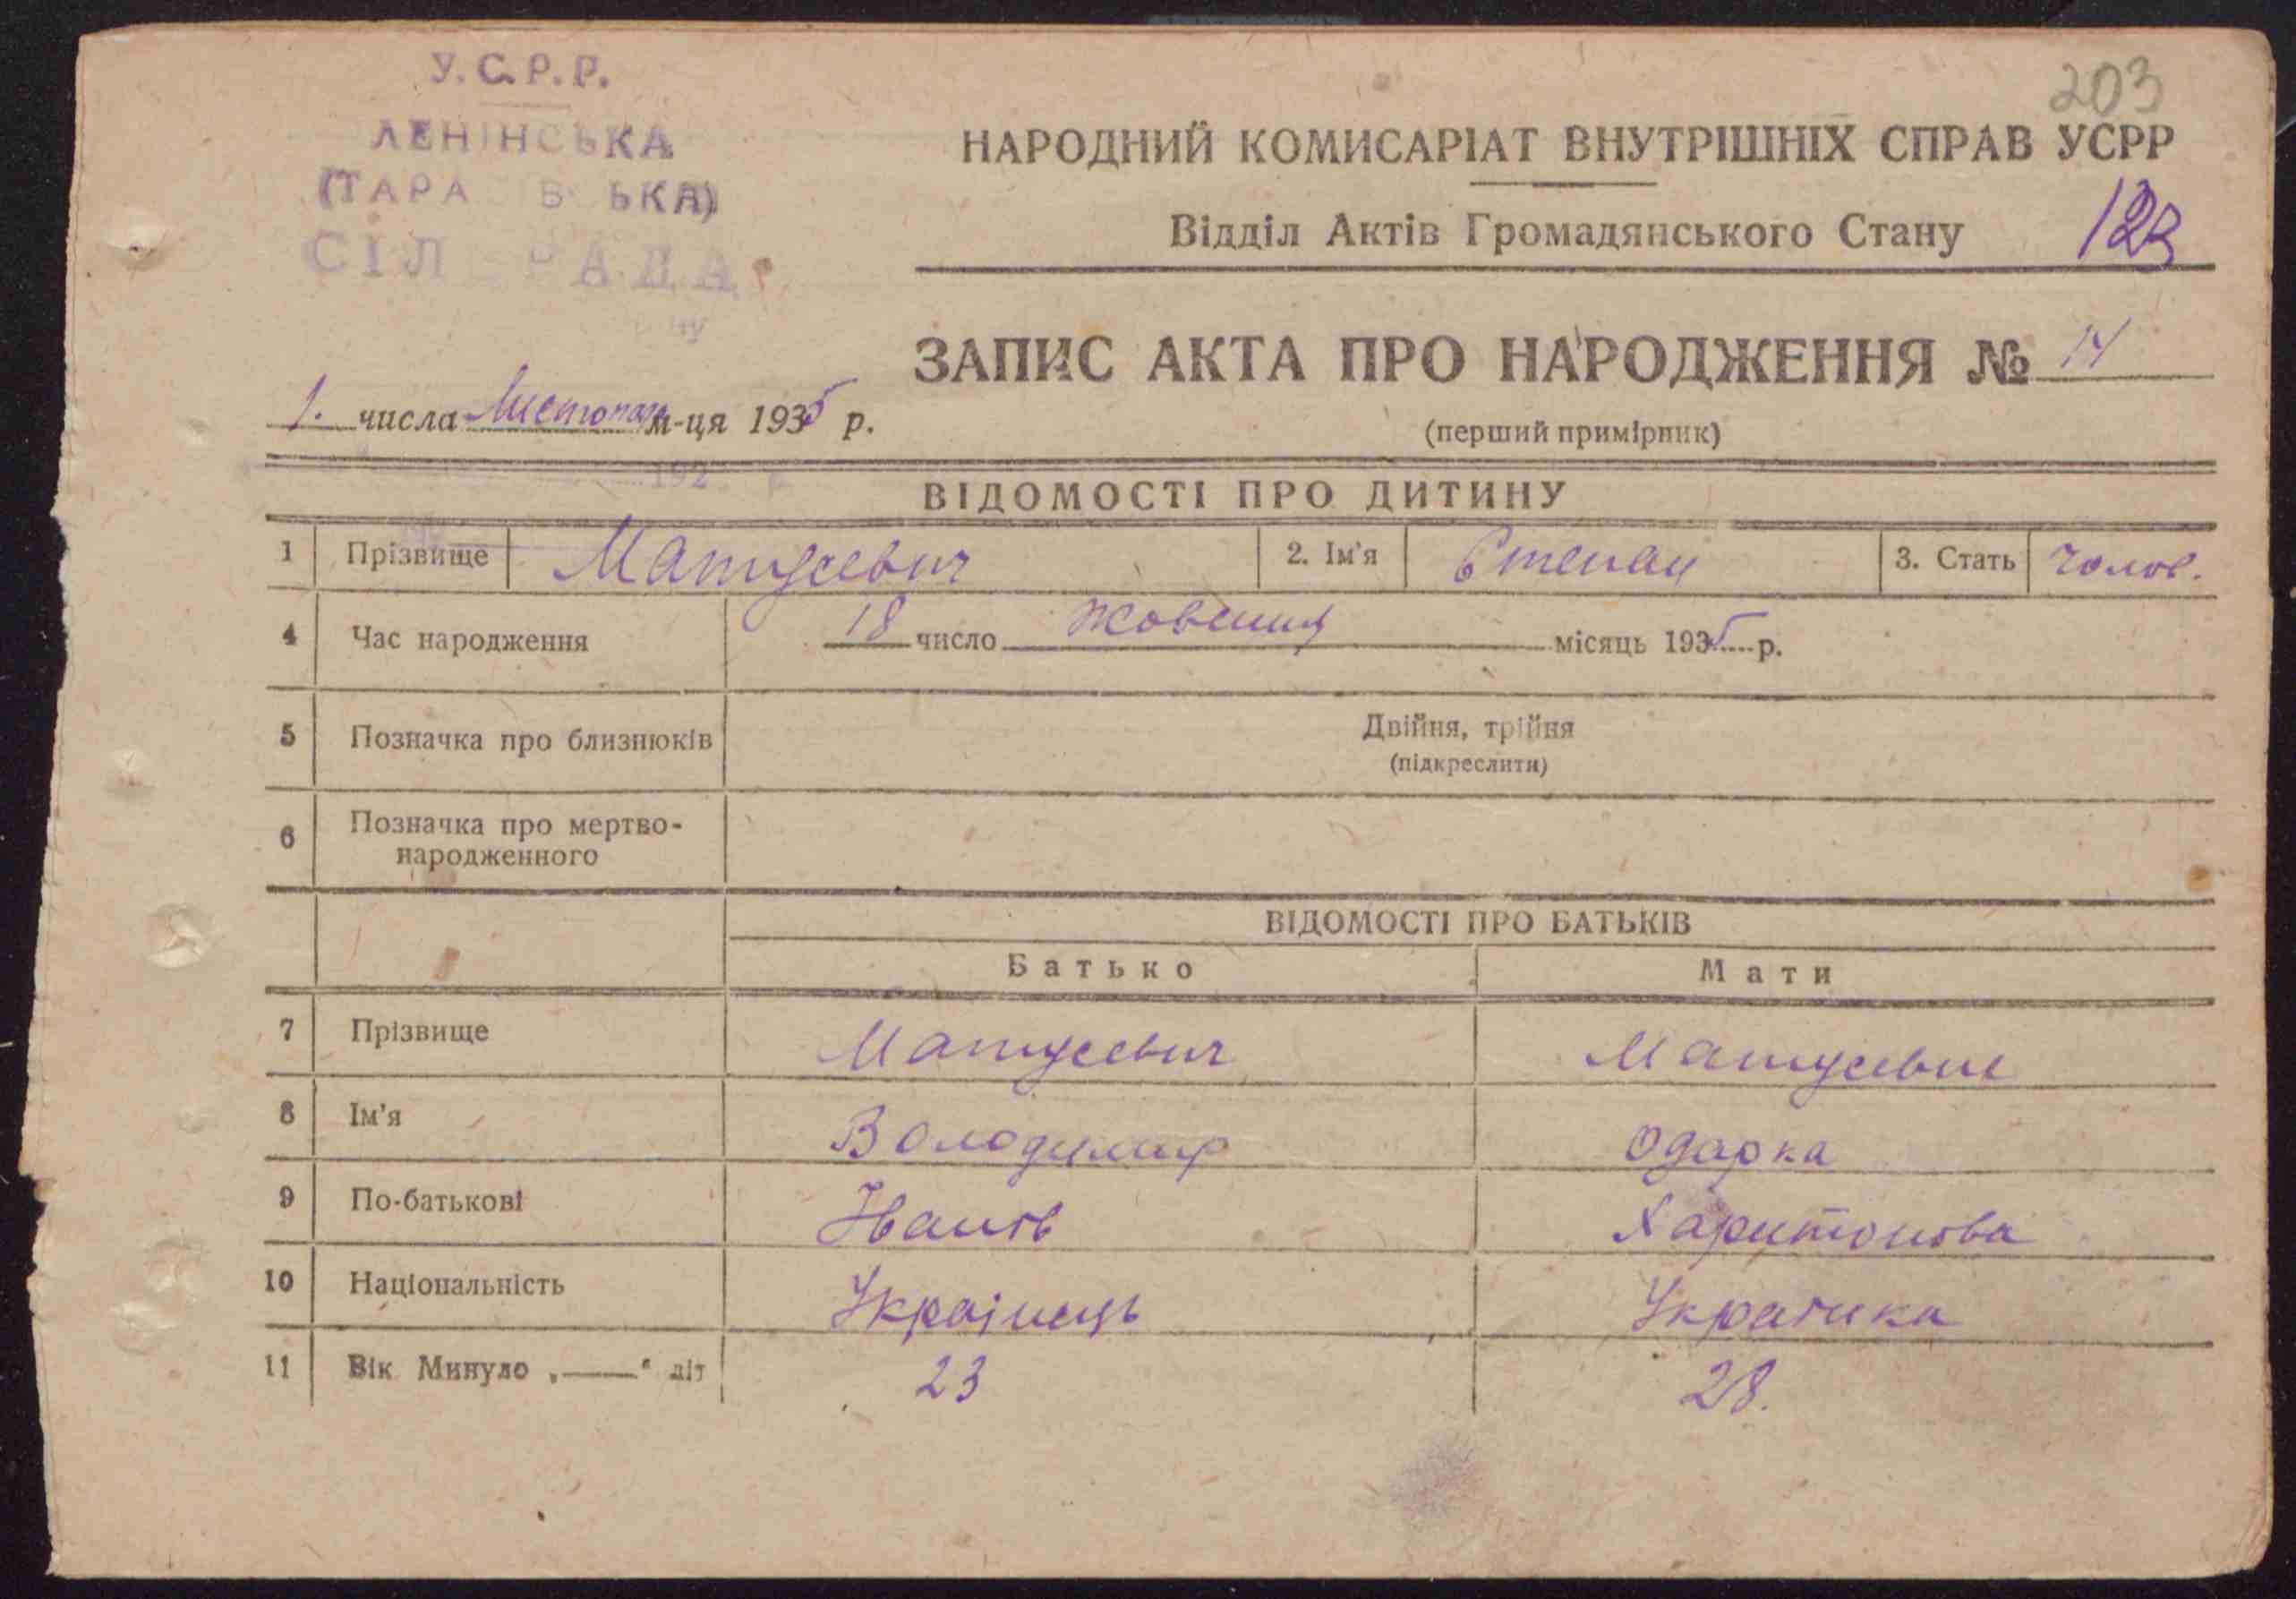 У.С.Р.Р.
203
ЛЕНІНСЬКА
НАРОДНИЙ КОМИСАРІАТ ВНУТРІШНІХ СПРАВ УСРР
СІЛ РАДА
Відділ Актів Громадянського Стану 123
ЗАПИС АКТА ПРО НАРОДЖЕННЯ № 14
1. числа Листопада м-ця 1935 р.
(перший примірник)
192
ВІДОМОСТІ ПРО ДИТИНУ
1 Прізвище Матусевич 2. Ім'я Степан 3. Стать Чолов.
4 Час народження 18 число Жовтня місяць 1935 р.
5 Позначка про близнюків Двійня, трійня
(підкреслити)
6 Позначка про мертво-
народженного
ВІДОМОСТІ ПРО БАТЬКІВ
Батько Мати
7 Прізвище Матусевич Матусевич
8 Ім'я Володимир Одарка
9 По-батькові Іванів Харитонова
10 Національність Українець Українка
11 Вік Минуло „——" літ 23 28.